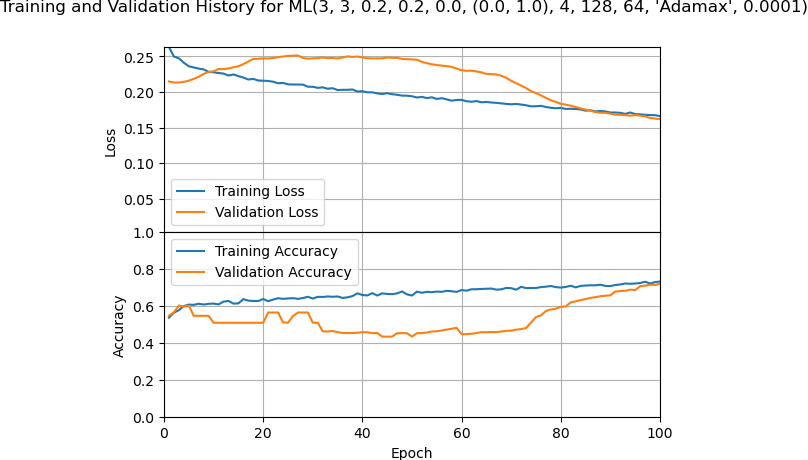 Training and Validation History for ML(3, 3, 0.2, 0.2, 0.0, (0.0, 1.0), 4, 128, 64, 'Adamax', 0.0001)
0.25
0.20
0.15
0.10
0.05
Loss
Training Loss
Validation Loss
1.0
0.8
0.6
0.4
0.2
0.0
Accuracy
Training Accuracy
Validation Accuracy
0 20 40 60 80 100
Epoch